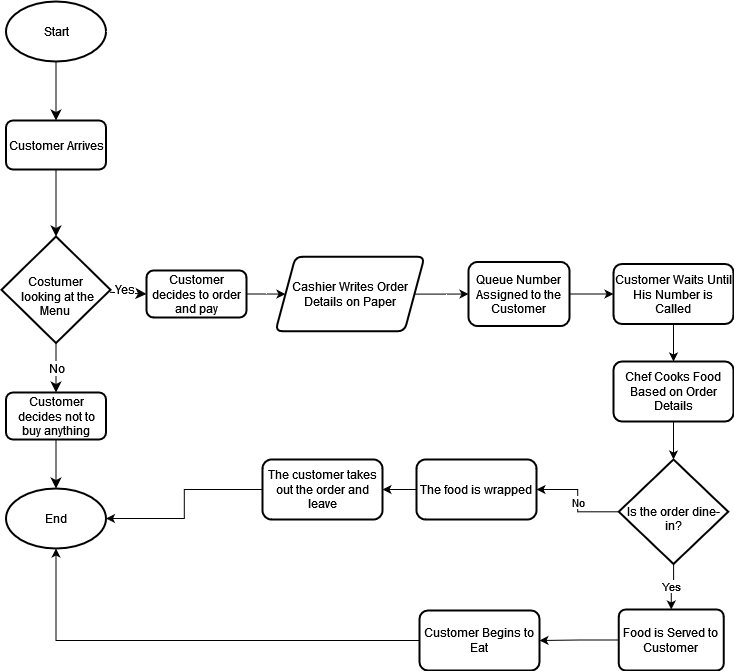 Start
Customer Arrives
Costumer
looking at the
Menu
Yes
Customer
decides to order
and pay
Cashier Writes Order
Details on Paper
Queue Number
Assigned to the
Customer
Customer Waits Until
His Number is
Called
No
Customer
decides not to
buy anything
Chef Cooks Food
Based on Order
Details
End
The customer takes
out the order and
leave
The food is wrapped
No
Is the order dine-
in?
Yes
Customer Begins to
Eat
Food is Served to
Customer